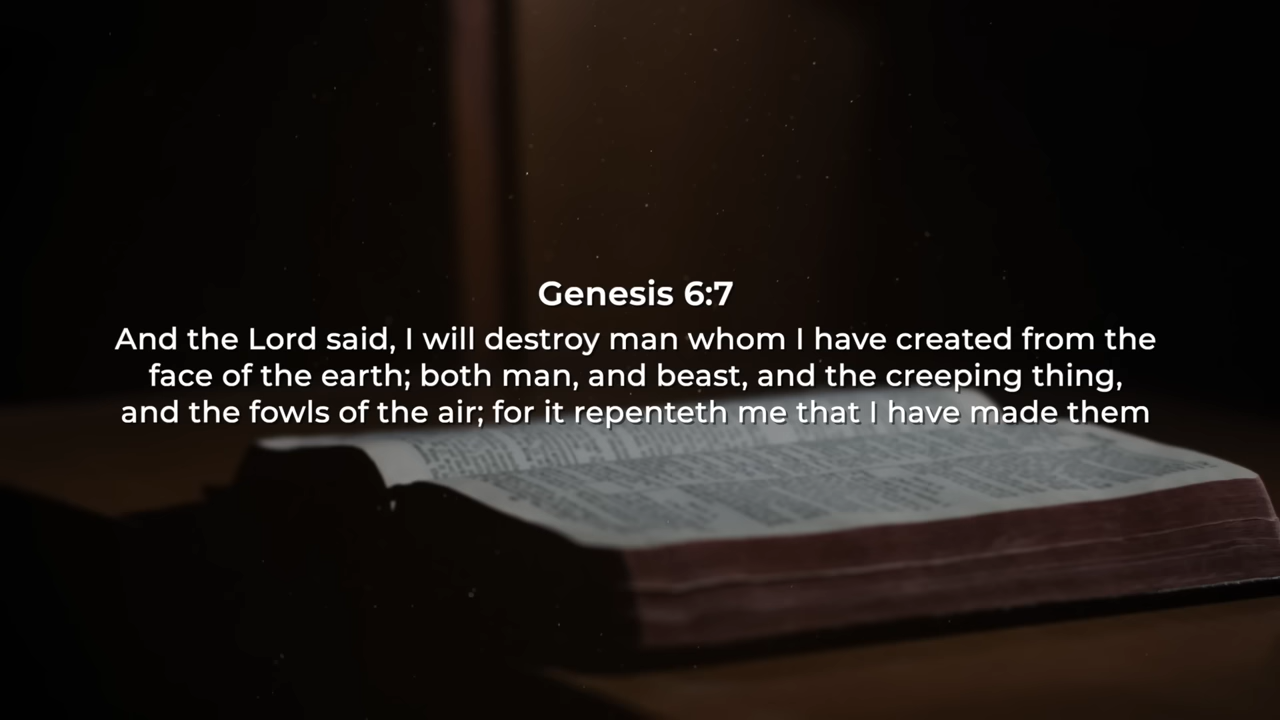 Genesis 6:7
And the Lord said, I will destroy man whom I have created from the
face of the earth; both man, and beast, and the creeping thing,
and the fowls of the air; for it repenteth me that I have made them